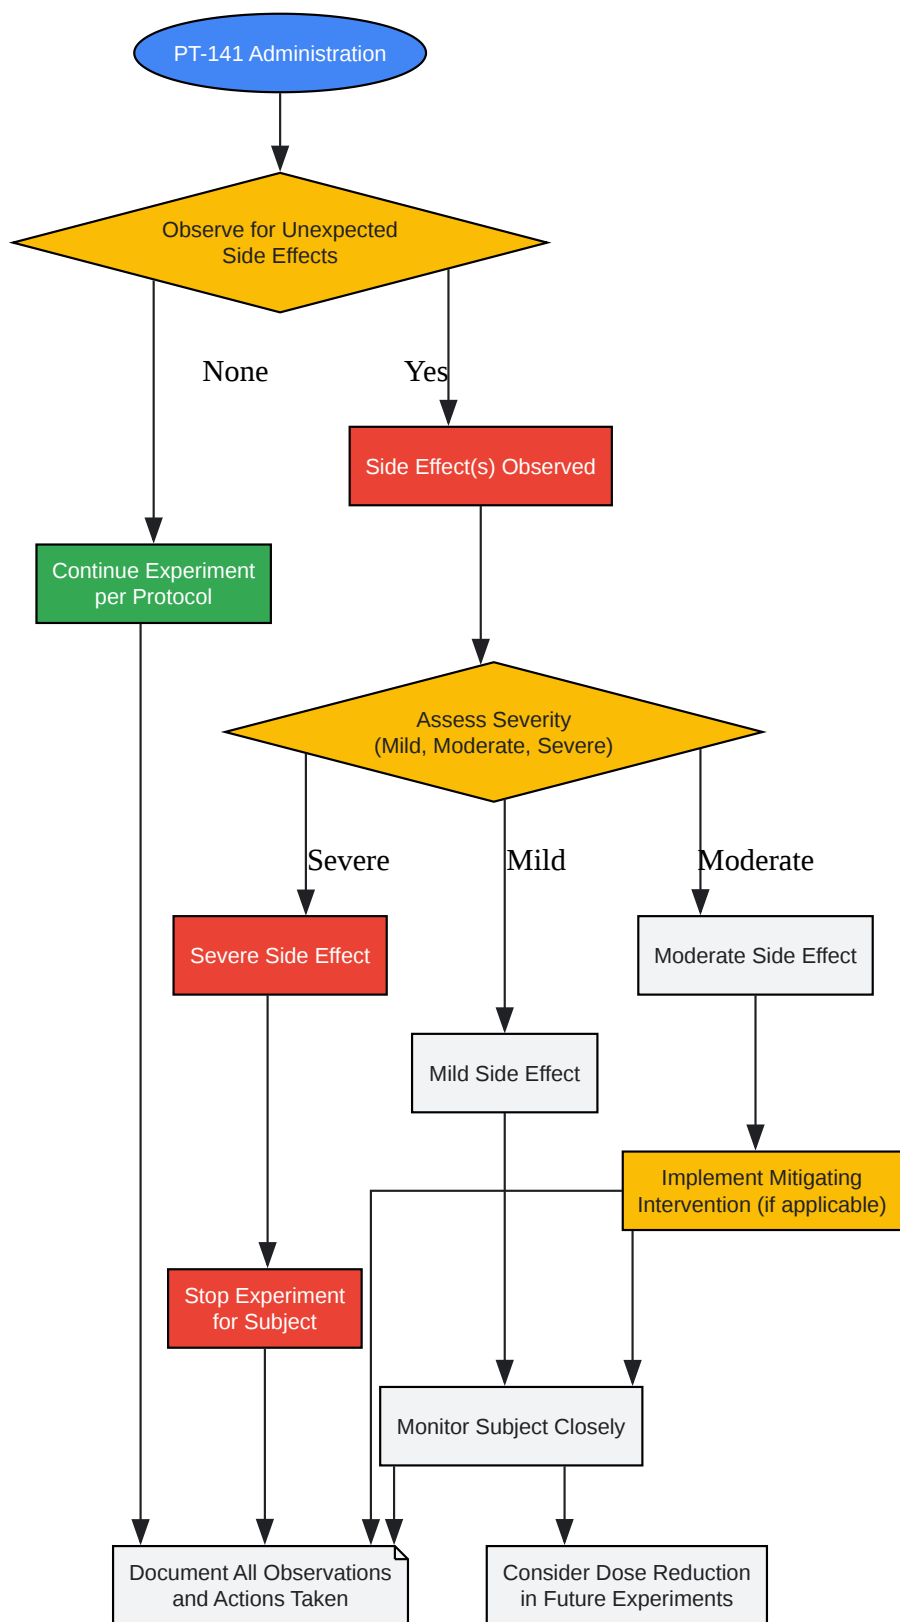 PT-141 Administration
Observe for Unexpected
Side Effects
None
Yes
Side Effect(s) Observed
Continue Experiment
per Protocol
Assess Severity
(Mild, Moderate, Severe)
Severe
Mild
Moderate
Severe Side Effect
Moderate Side Effect
Mild Side Effect
Implement Mitigating
Intervention (if applicable)
Stop Experiment
for Subject
Monitor Subject Closely
Document All Observations
and Actions Taken
Consider Dose Reduction
in Future Experiments